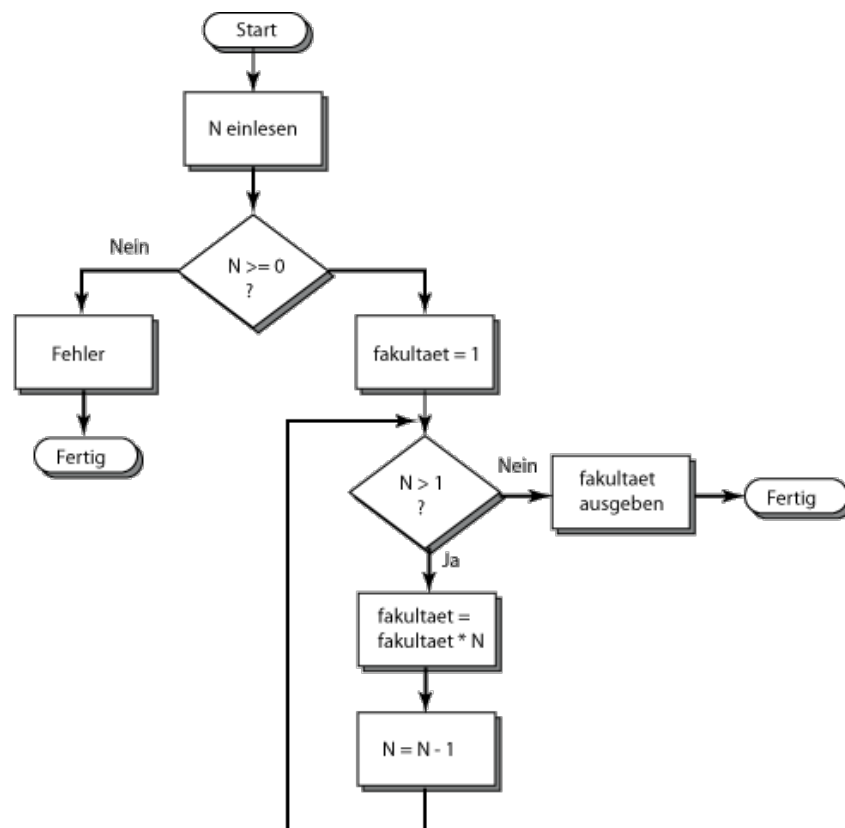 Start
N einlesen
N >= 0
?
Nein
Fehler
Fertig
fakultaet = 1
N > 1
?
Nein
fakultaet
ausgeben
Fertig
Ja
fakultaet =
fakultaet * N
N = N - 1